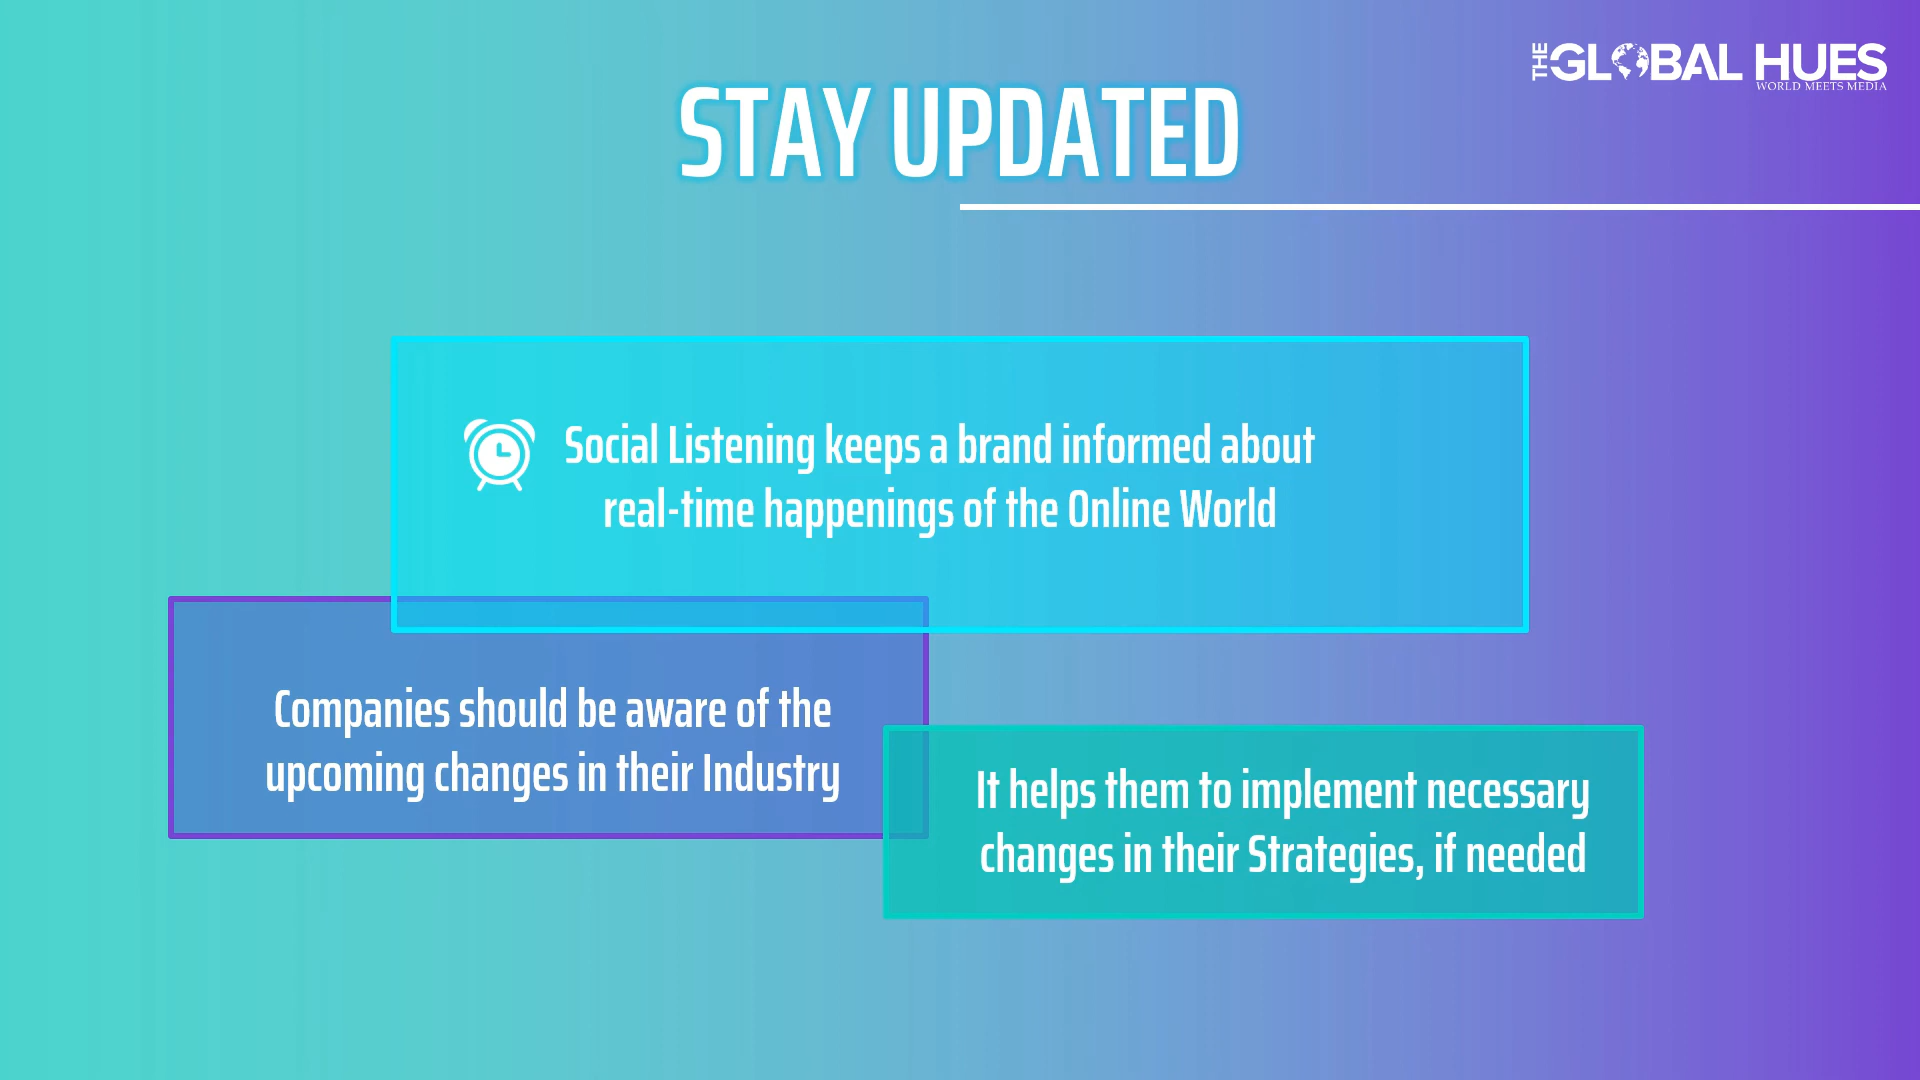 THE GLOBAL HUES
WORLD MEETS MEDIA
STAY UPDATED
Social Listening keeps a brand informed about
real-time happenings of the Online World
Companies should be aware of the
upcoming changes in their Industry
It helps them to implement necessary
changes in their Strategies, if needed